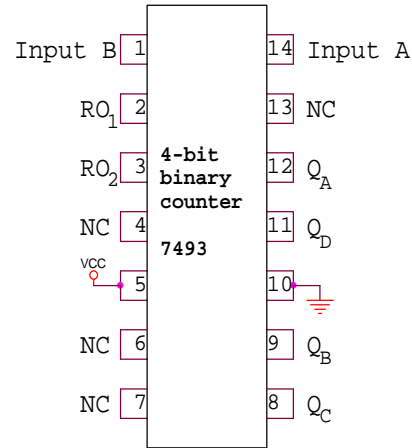 Input B 1 14 Input A
RO1 2 13 NC
RO2 3 12 QA
4-bit
binary
counter
NC 4 11 QD
7493
VCC
5 10
NC 6 9 QB
NC 7 8 QC